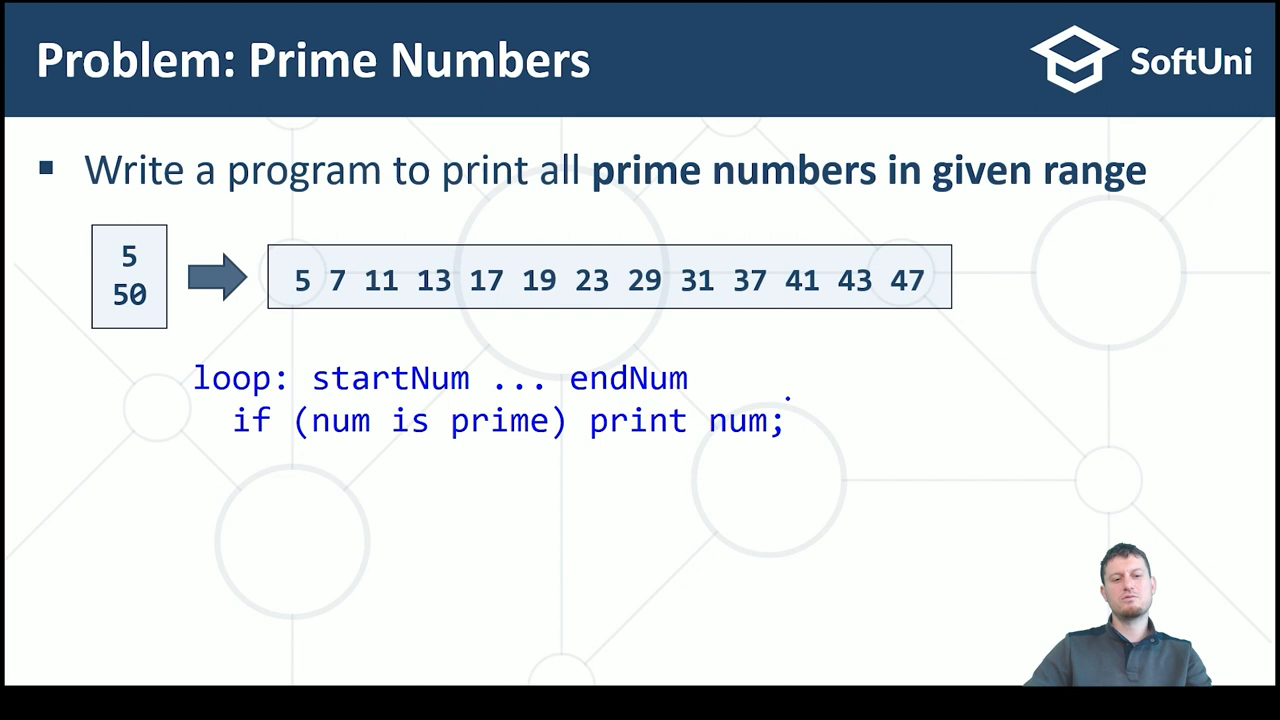 Problem: Prime Numbers
SoftUni
▪ Write a program to print all prime numbers in given range
5
50
5 7 11 13 17 19 23 29 31 37 41 43 47
loop: startNum ... endNum
if (num is prime) print num;